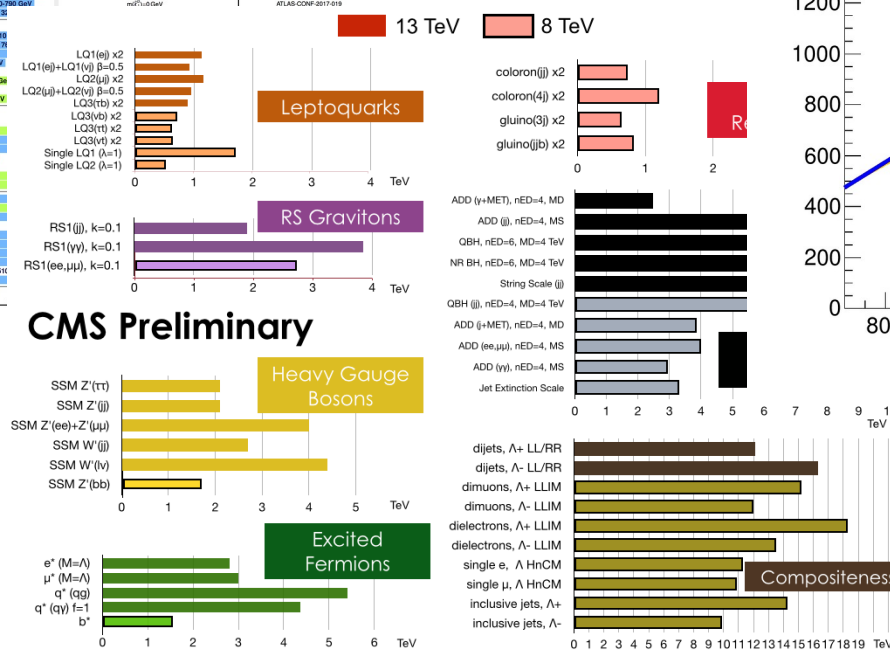 0-790 GeV
m(χ̃⁰₁)=0 GeV
ATLAS-CONF-2017-019
13 TeV
8 TeV
LQ1(ej) x2
LQ1(ej)+LQ1(νj) β=0.5
LQ2(μj) x2
LQ2(μj)+LQ2(νj) β=0.5
LQ3(τb) x2
LQ3(νb) x2
LQ3(τt) x2
LQ3(νt) x2
Single LQ1 (λ=1)
Single LQ2 (λ=1)
0 1 2 3 4 TeV
Leptoquarks
RS1(jj), k=0.1
RS1(γγ), k=0.1
RS1(ee,μμ), k=0.1
0 1 2 3 4 TeV
RS Gravitons
CMS Preliminary
SSM Z'(ττ)
SSM Z'(jj)
SSM Z'(ee)+Z'(μμ)
SSM W'(jj)
SSM W'(lν)
SSM Z'(bb)
0 1 2 3 4 5 TeV
Heavy Gauge
Bosons
e* (M=Λ)
μ* (M=Λ)
q* (qg)
q* (qγ) f=1
b*
0 1 2 3 4 5 6 TeV
Excited
Fermions
coloron(jj) x2
coloron(4j) x2
gluino(3j) x2
gluino(jjb) x2
0 1 2
Re
ADD (γ+MET), nED=4, MD
ADD (jj), nED=4, MS
QBH, nED=6, MD=4 TeV
NR BH, nED=6, MD=4 TeV
String Scale (jj)
QBH (jj), nED=4, MD=4 TeV
ADD (j+MET), nED=4, MD
ADD (ee,μμ), nED=4, MS
ADD (γγ), nED=4, MS
Jet Extinction Scale
0 1 2 3 4 5 6 7 8 9 1
TeV
dijets, Λ+ LL/RR
dijets, Λ- LL/RR
dimuons, Λ+ LLIM
dimuons, Λ- LLIM
dielectrons, Λ+ LLIM
dielectrons, Λ- LLIM
single e, Λ HnCM
single μ, Λ HnCM
inclusive jets, Λ+
inclusive jets, Λ-
0 1 2 3 4 5 6 7 8 9 10 11 12 13 14 15 16 17 18 19 TeV
Compositeness
1200
1000
800
600
400
200
0
80